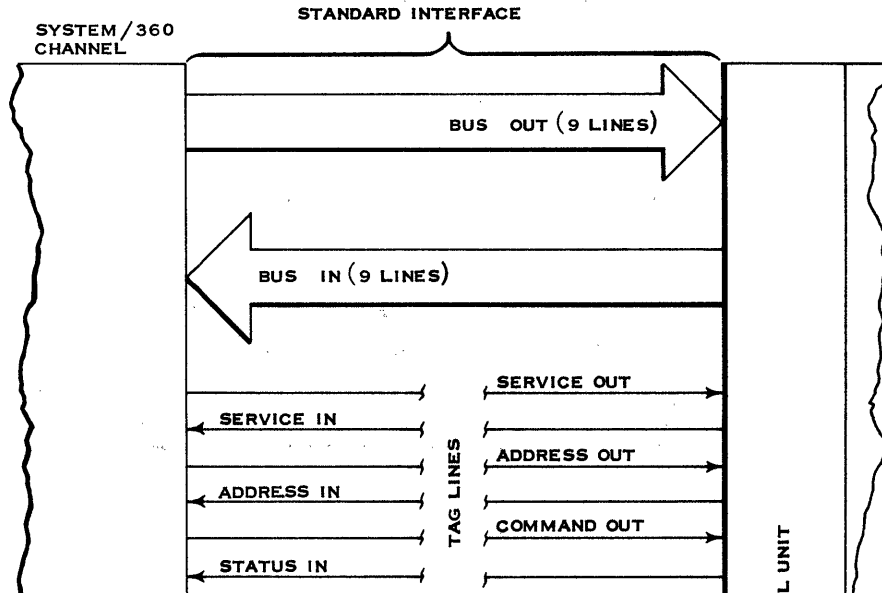 STANDARD INTERFACE
SYSTEM/360
CHANNEL
BUS OUT (9 LINES)
BUS IN (9 LINES)
SERVICE OUT
SERVICE IN
ADDRESS OUT
ADDRESS IN
COMMAND OUT
STATUS IN
TAG LINES
L UNIT